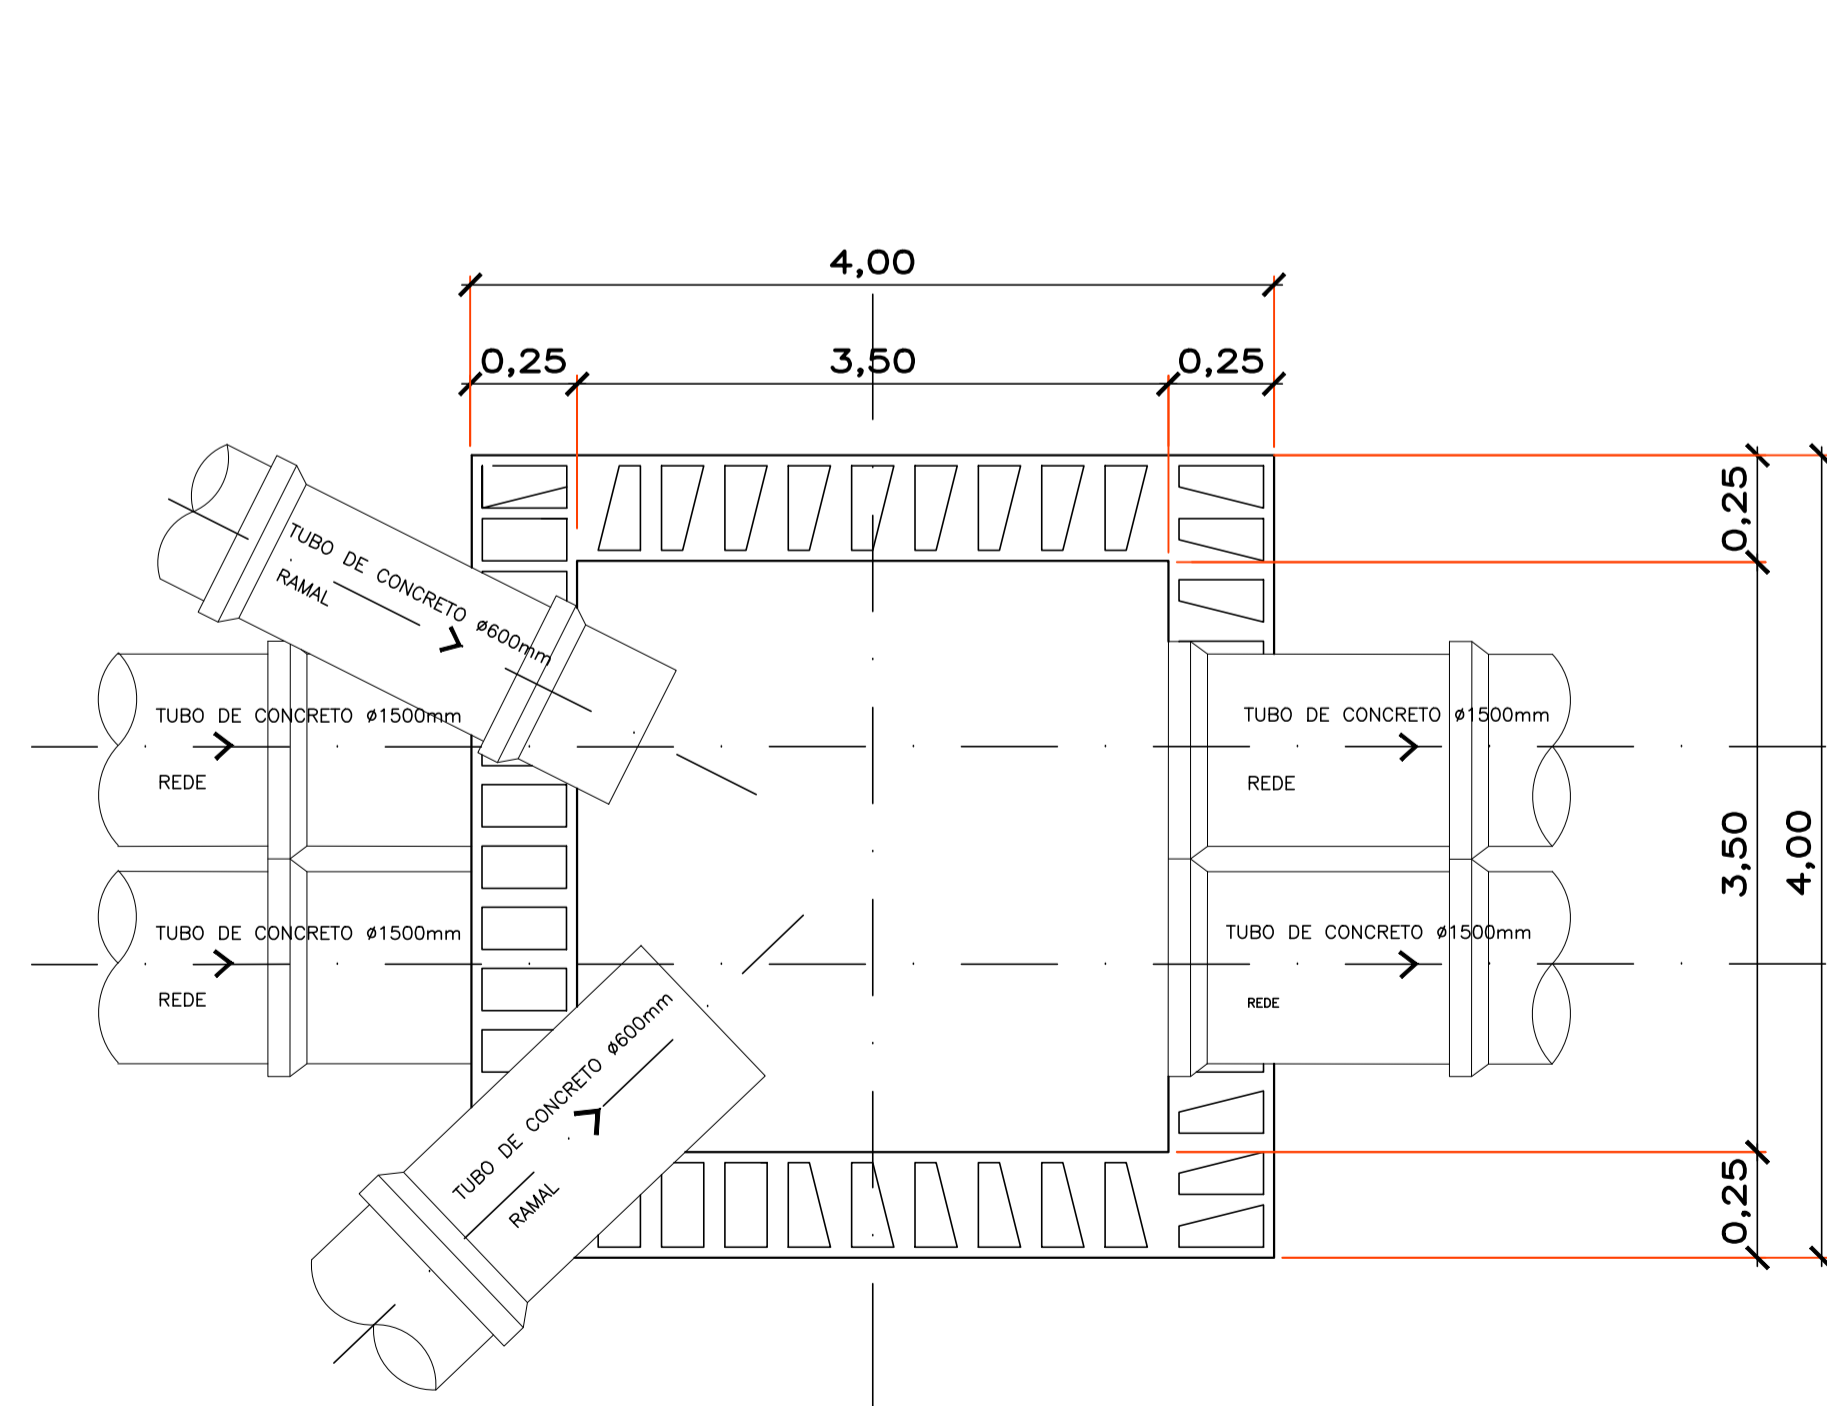 4,00
0,25
3,50
0,25
TUBO DE CONCRETO ø600mm
RAMAL
TUBO DE CONCRETO ø1500mm
REDE
TUBO DE CONCRETO ø1500mm
REDE
TUBO DE CONCRETO ø1500mm
REDE
TUBO DE CONCRETO ø1500mm
REDE
TUBO DE CONCRETO ø600mm
RAMAL
0,25
3,50
4,00
0,25